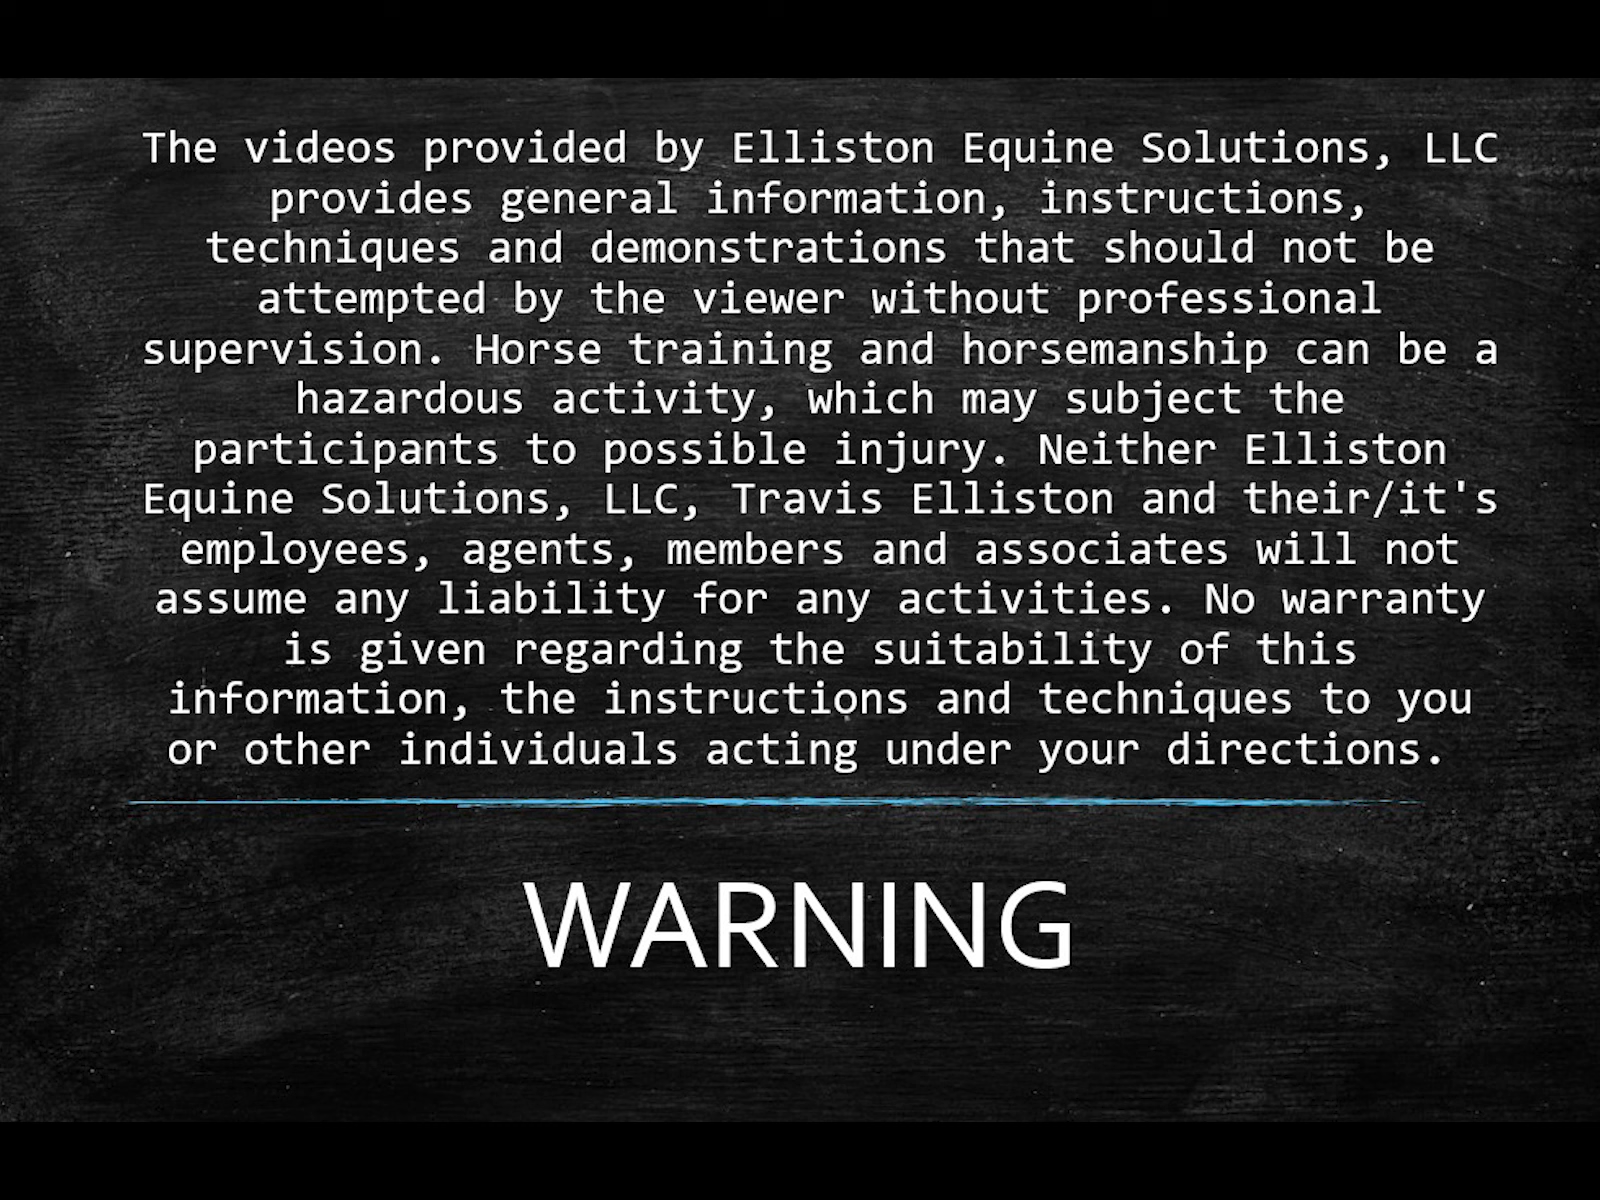 The videos provided by Elliston Equine Solutions, LLC
provides general information, instructions,
techniques and demonstrations that should not be
attempted by the viewer without professional
supervision. Horse training and horsemanship can be a
hazardous activity, which may subject the
participants to possible injury. Neither Elliston
Equine Solutions, LLC, Travis Elliston and their/it's
employees, agents, members and associates will not
assume any liability for any activities. No warranty
is given regarding the suitability of this
information, the instructions and techniques to you
or other individuals acting under your directions.
WARNING